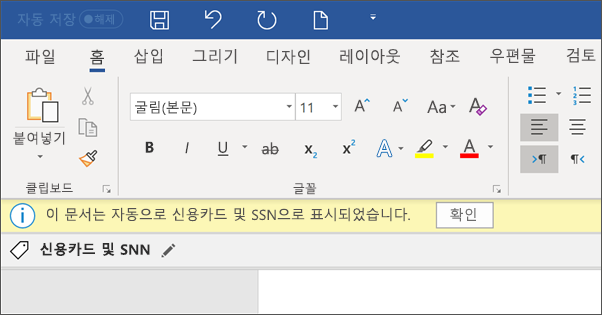 자동 저장 해제
파일 홈 삽입 그리기 디자인 레이아웃 참조 우편물 검토
굴림(본문) 11 A A Aa A
붙여넣기
B I U ab x2 x2 A A
클립보드 글꼴
이 문서는 자동으로 신용카드 및 SSN으로 표시되었습니다. 확인
신용카드 및 SNN